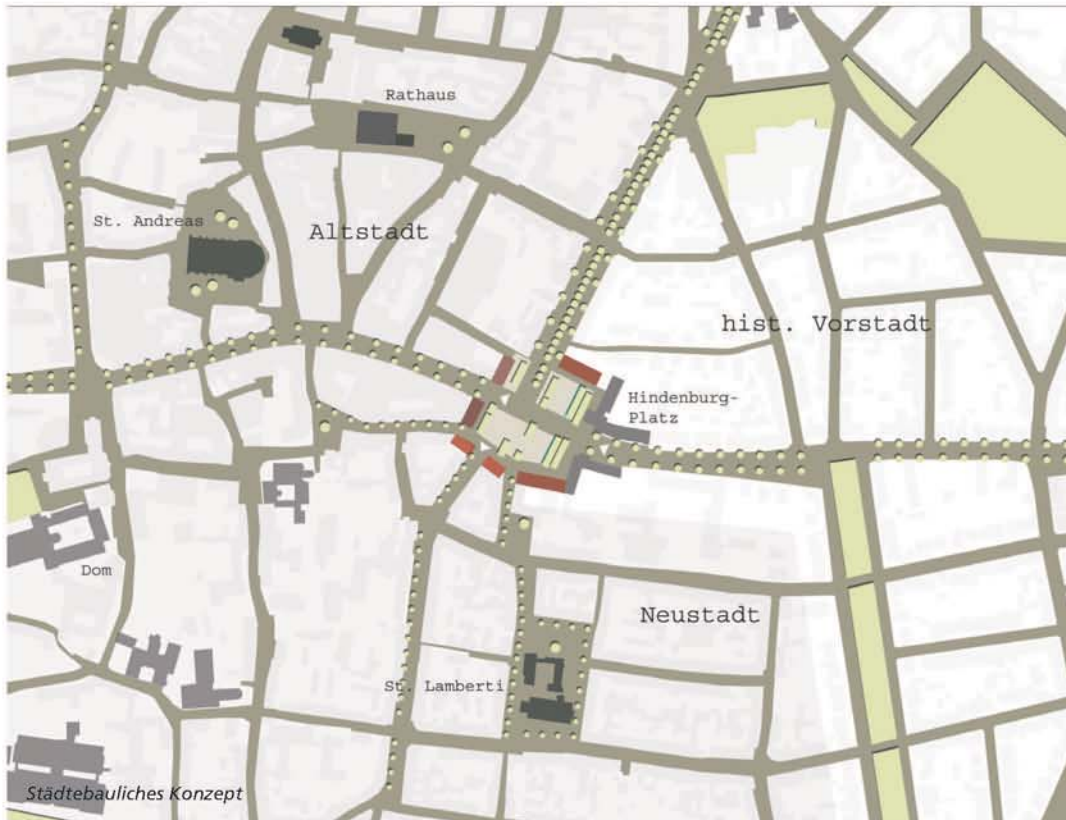 Rathaus
St. Andreas
Altstadt
hist. Vorstadt
Hindenburg-
Platz
Dom
Neustadt
St. Lamberti
Städtebauliches Konzept